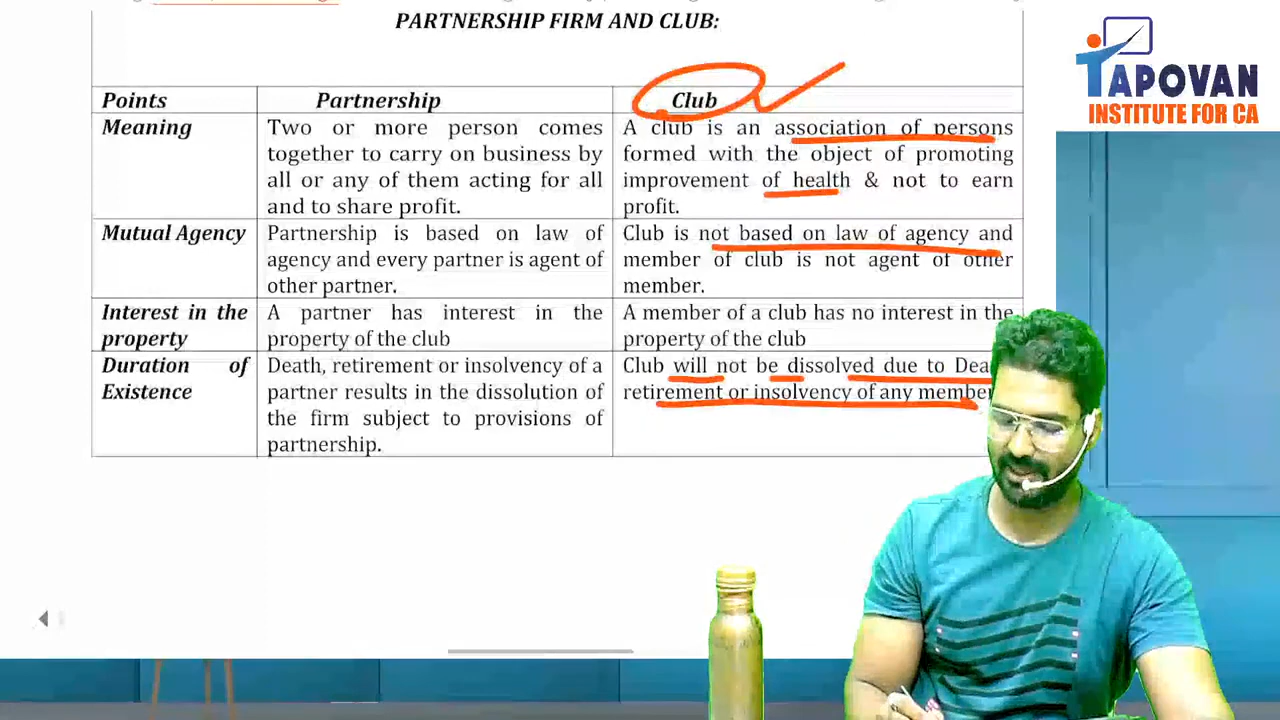 PARTNERSHIP FIRM AND CLUB:
TAPOVAN
INSTITUTE FOR CA
Points
Partnership
Club
Meaning
Two or more person comes
together to carry on business by
all or any of them acting for all
and to share profit.
A club is an association of persons
formed with the object of promoting
improvement of health & not to earn
profit.
Mutual Agency
Partnership is based on law of
agency and every partner is agent of
other partner.
Club is not based on law of agency and
member of club is not agent of other
member.
Interest in the
property
A partner has interest in the
property of the club
A member of a club has no interest in the
property of the club
Duration of
Existence
Death, retirement or insolvency of a
partner results in the dissolution of
the firm subject to provisions of
partnership.
Club will not be dissolved due to
retirement or insolvency of any member